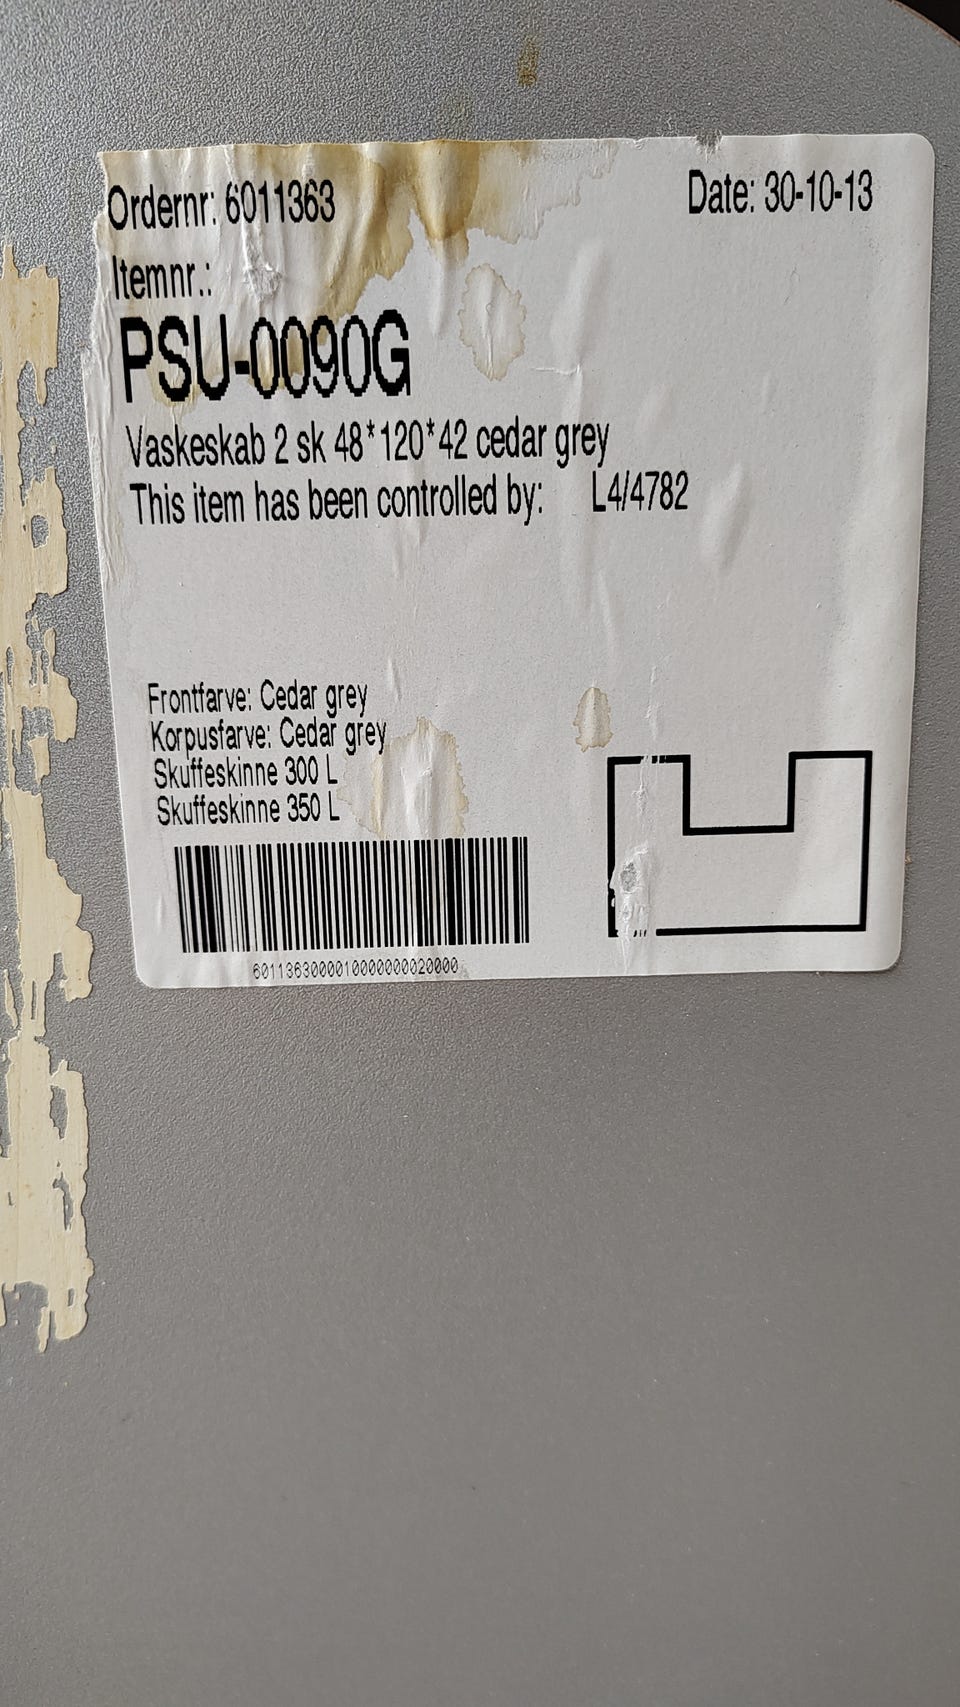 Ordernr: 6011363
Date: 30-10-13
Itemnr.:
PSU-0090G
Vaskeskab 2 sk 48*120*42 cedar grey
This item has been controlled by: L4/4782
Frontfarve: Cedar grey
Korpusfarve: Cedar grey
Skuffeskinne 300 L
Skuffeskinne 350 L
6011363000010000000020000